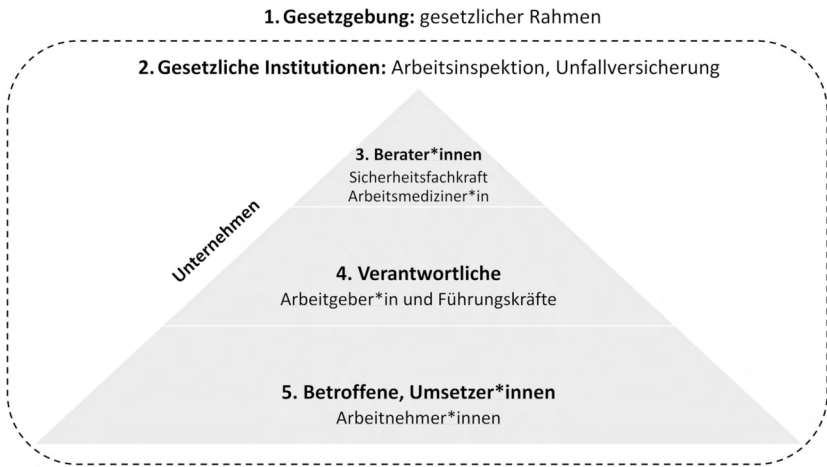 1. Gesetzgebung: gesetzlicher Rahmen
2. Gesetzliche Institutionen: Arbeitsinspektion, Unfallversicherung
3. Berater*innen
Sicherheitsfachkraft
Arbeitsmediziner*in
Unternehmen
4. Verantwortliche
Arbeitgeber*in und Führungskräfte
5. Betroffene, Umsetzer*innen
Arbeitnehmer*innen